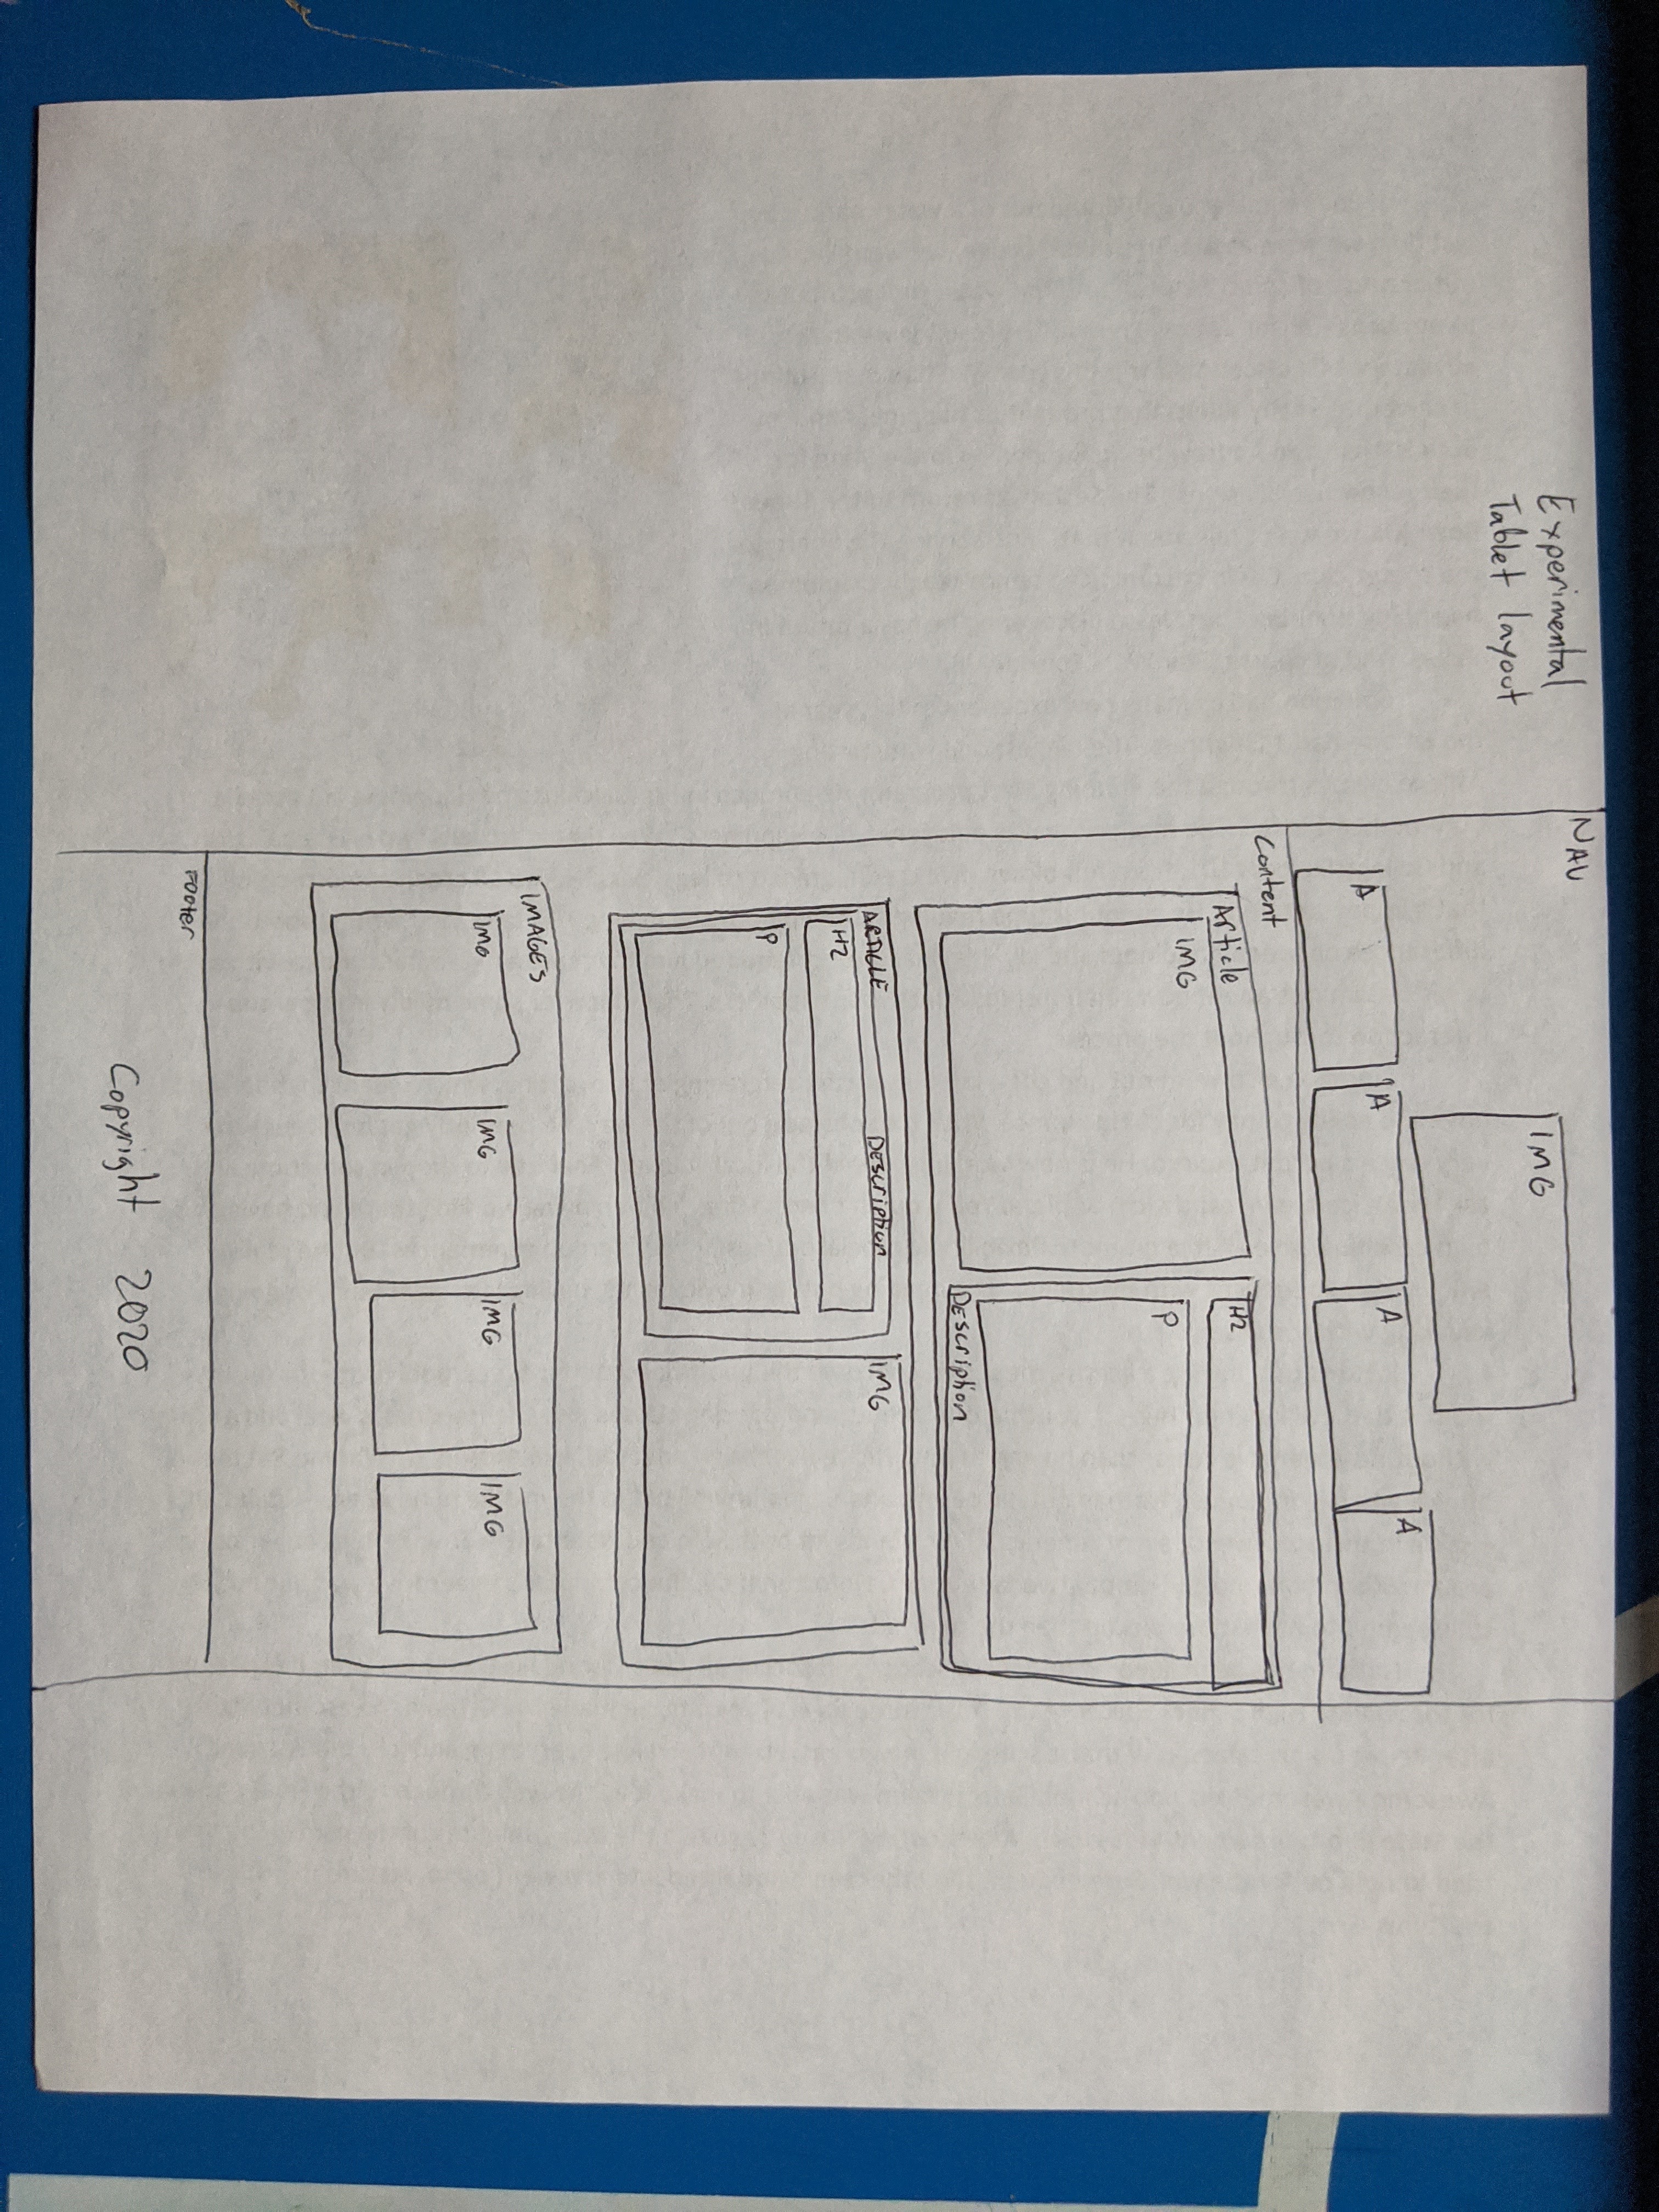 Experimental
Tablet layout
NAV
IMG
A
A
A
A
Content
Article
IMG
H2
P
DEscription
ARTICLE
DEscription
H2
P
IMG
IMAGES
IMG
IMG
IMG
IMG
Footer
Copyright 2020